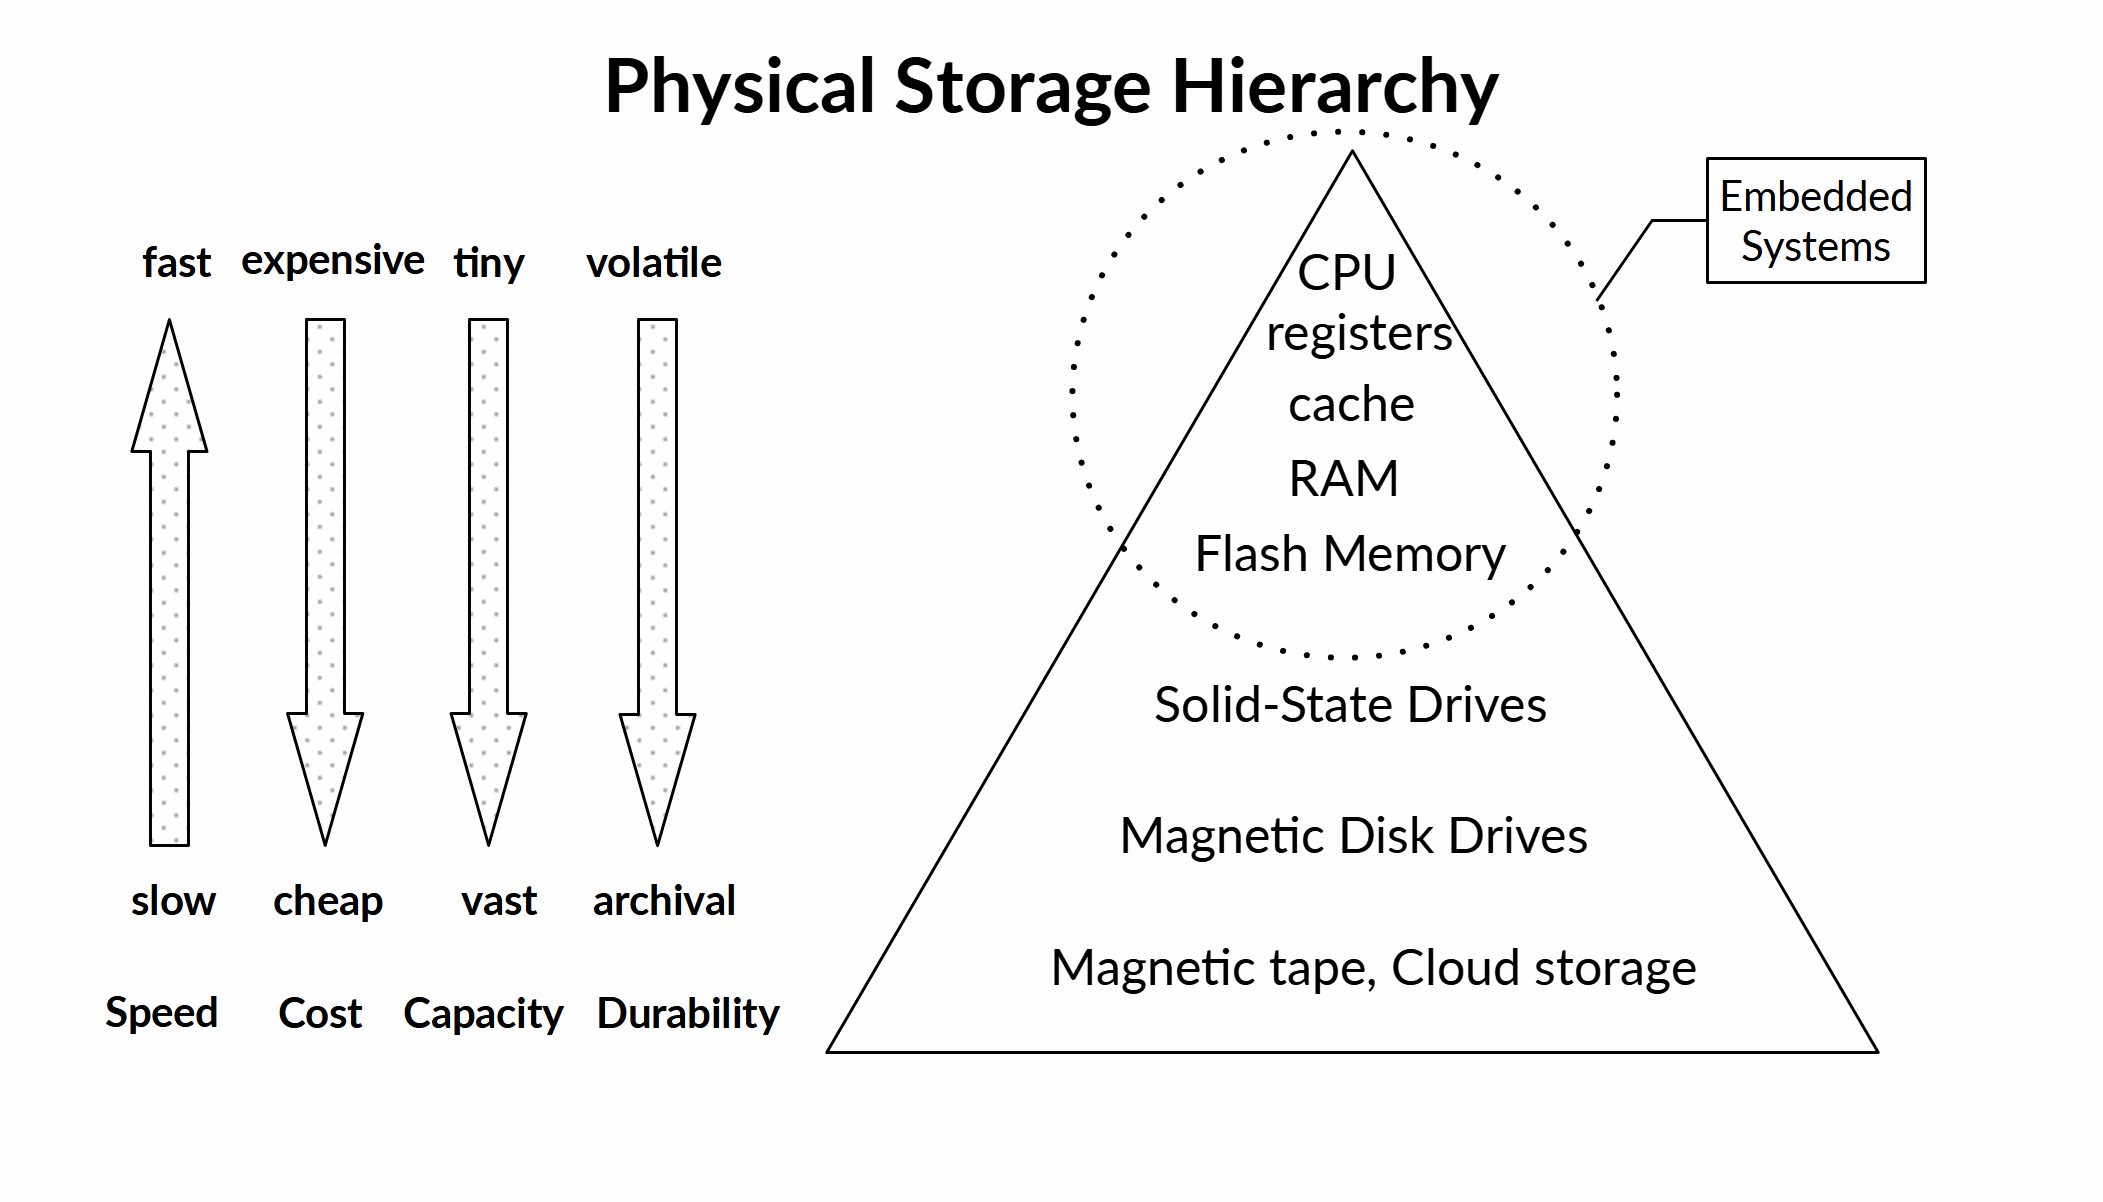 Physical Storage Hierarchy
fast expensive tiny volatile
slow cheap vast archival
Speed Cost Capacity Durability
Embedded
Systems
CPU
registers
cache
RAM
Flash Memory
Solid-State Drives
Magnetic Disk Drives
Magnetic tape, Cloud storage